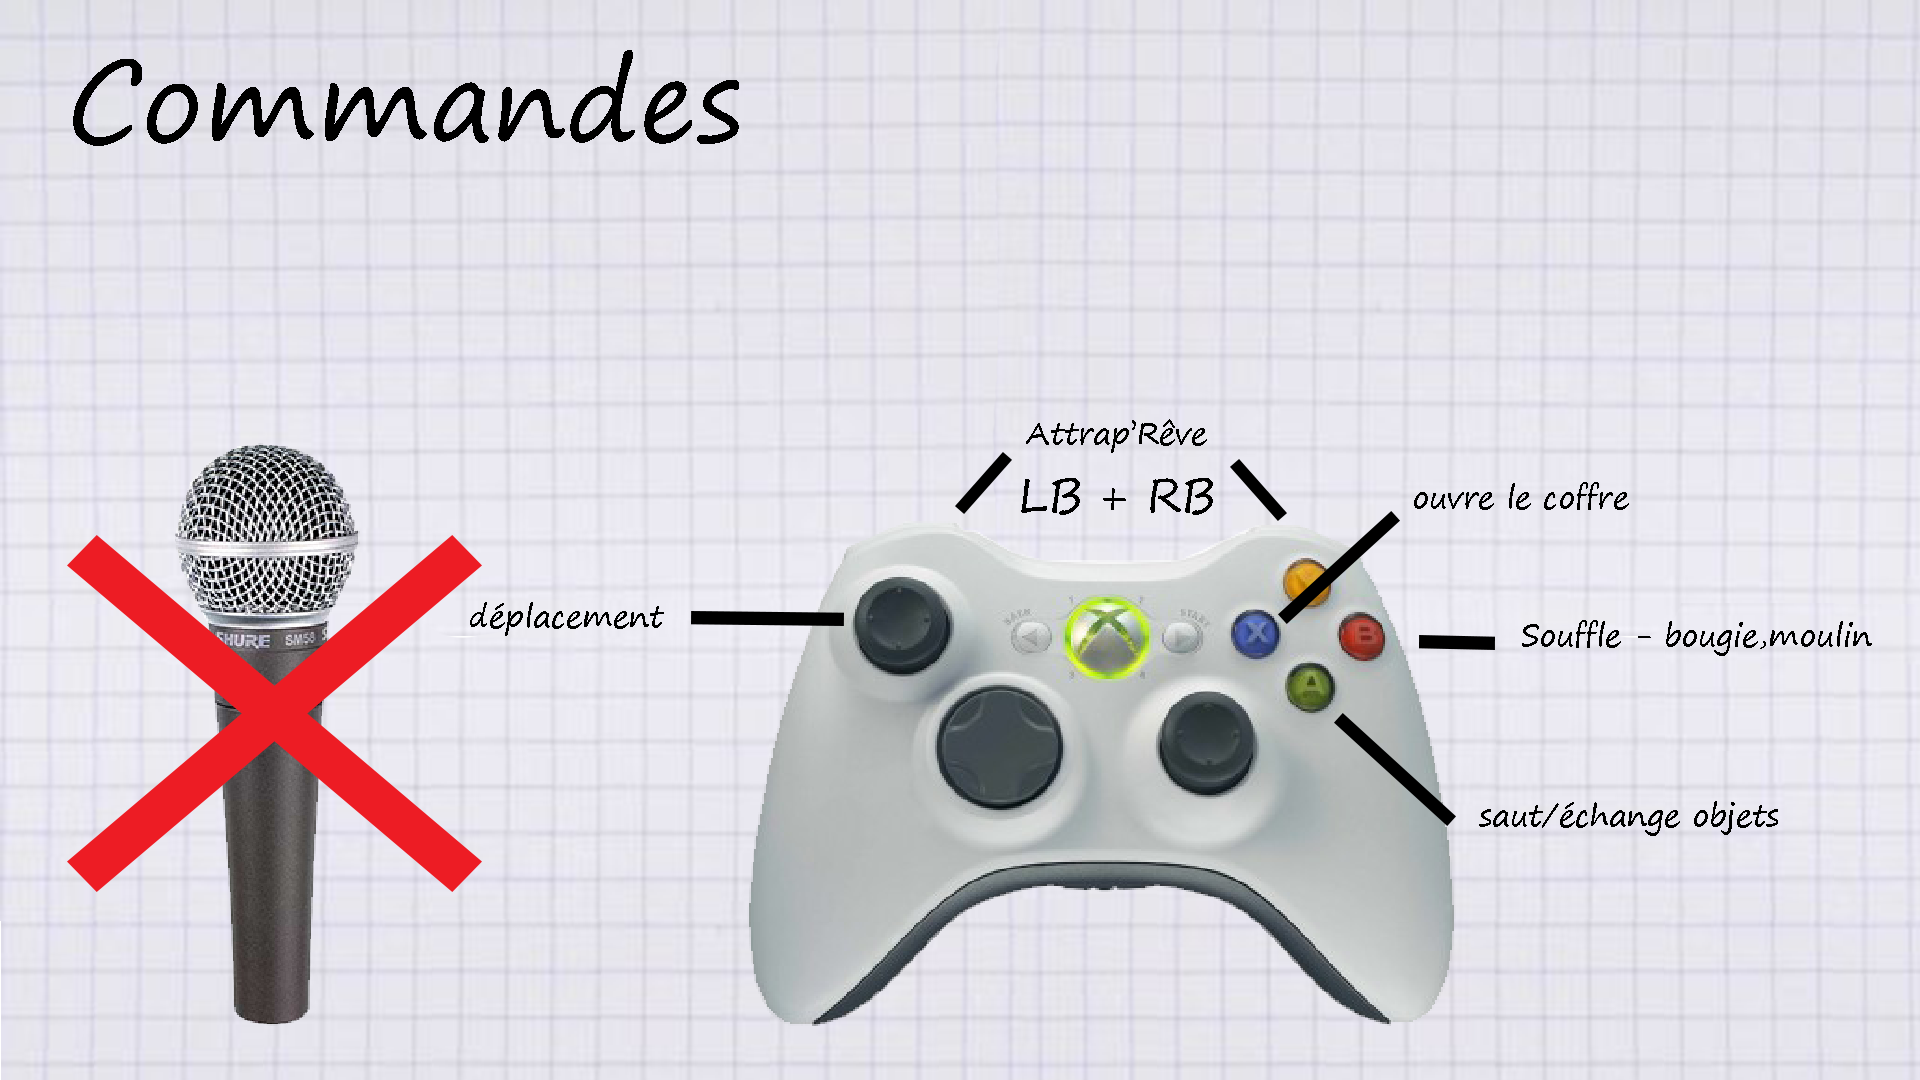 Commandes
Attrap'Rêve
LB + RB
ouvre le coffre
déplacement
Souffle - bougie,moulin
saut/échange objets
SHURE SM58
BACK
START
X
B
A